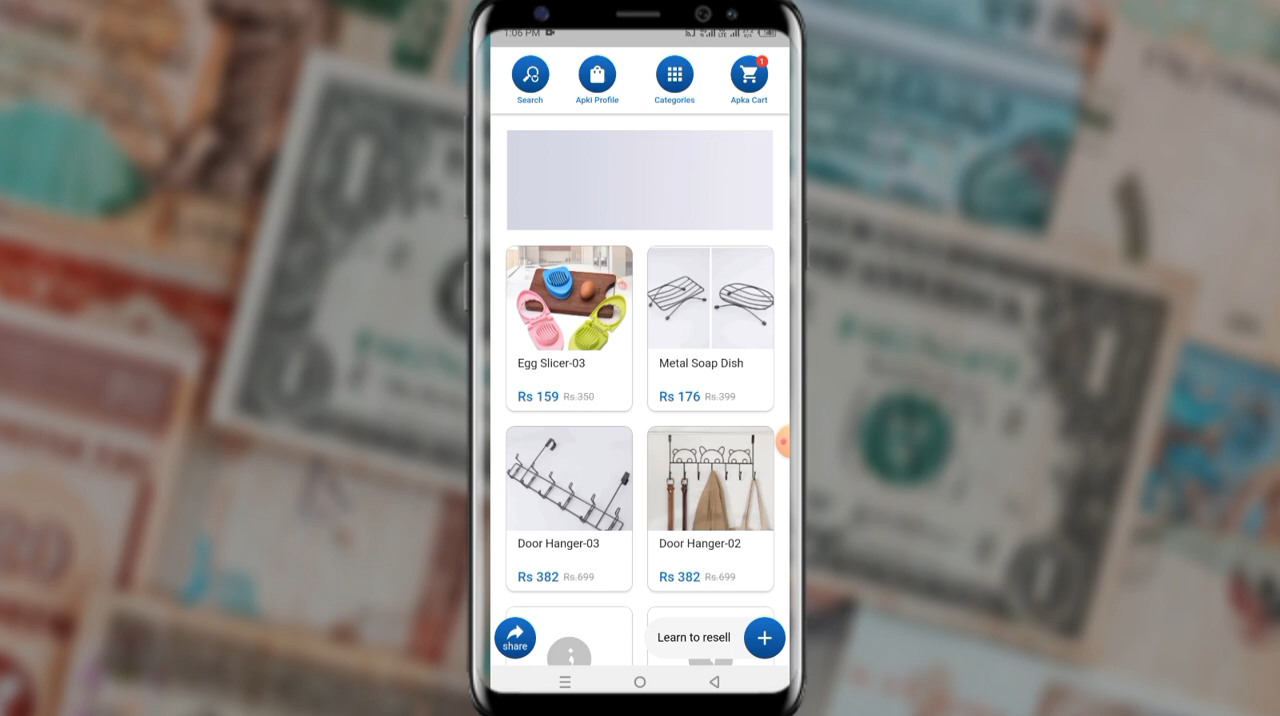 1:06 PM
1
Search
Apki Profile
Categories
Apka Cart
Egg Slicer-03
Metal Soap Dish
Rs 159 Rs.350
Rs 176 Rs.399
Door Hanger-03
Door Hanger-02
Rs 382 Rs.699
Rs 382 Rs.699
share
Learn to resell